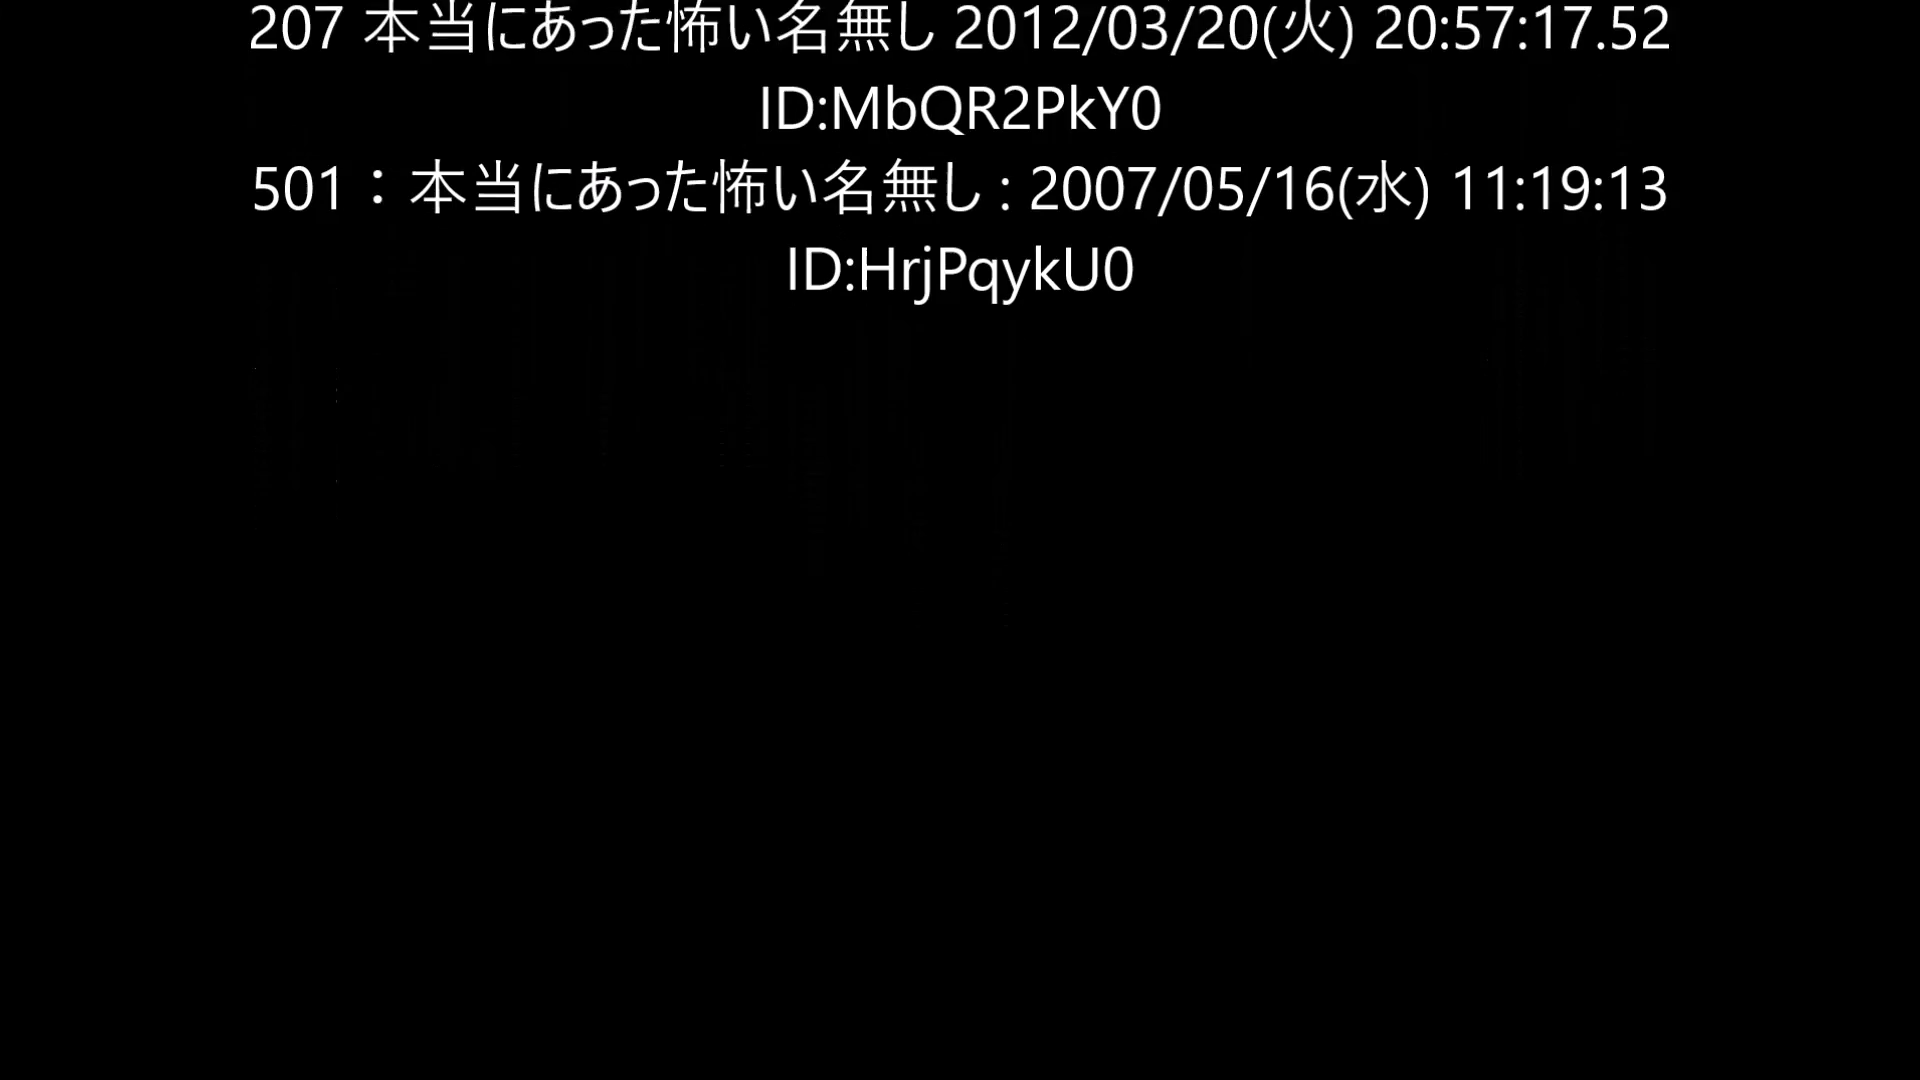 207 本当にあった怖い名無し 2012/03/20(火) 20:57:17.52
ID:MbQR2PkY0
501：本当にあった怖い名無し : 2007/05/16(水) 11:19:13
ID:HrjPqykU0